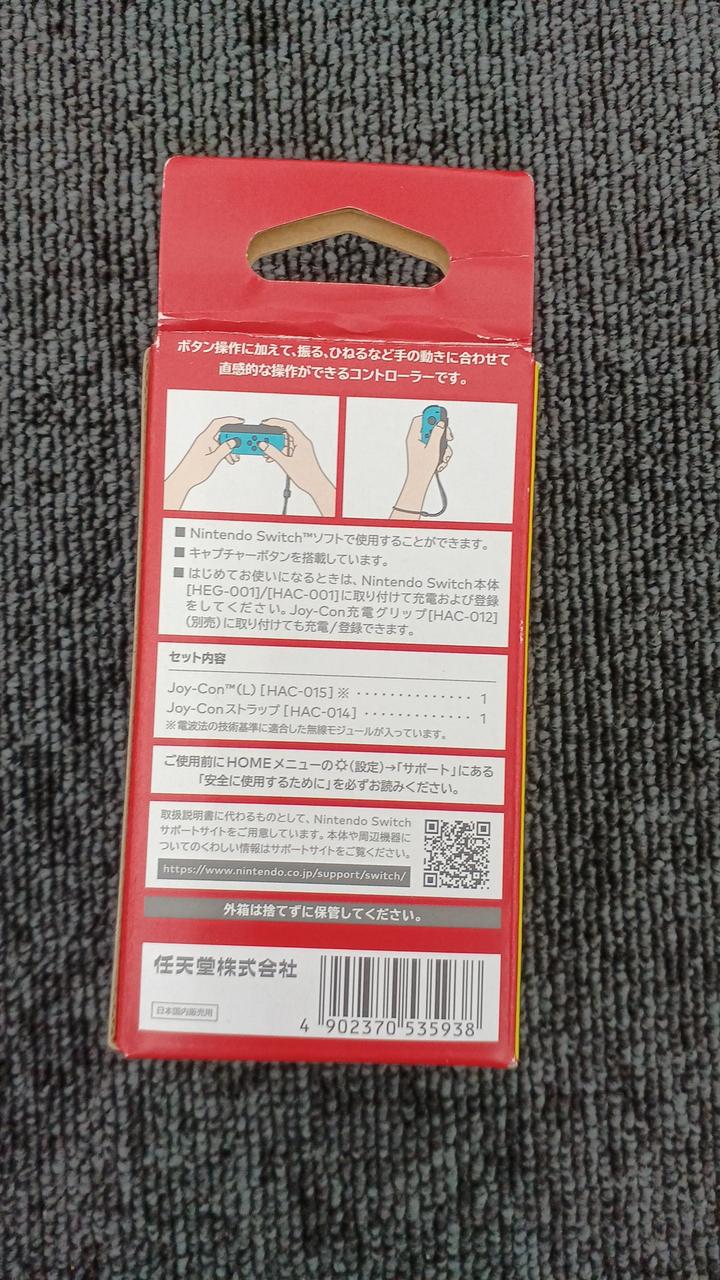 ボタン操作に加えて、振る、ひねるなど手の動きに合わせて
直感的な操作ができるコントローラーです。
■ Nintendo Switch™ソフトで使用することができます。
■ キャプチャーボタンを搭載しています。
■ はじめてお使いになるときは、Nintendo Switch本体
[HEG-001]/[HAC-001]に取り付けて充電および登録
をしてください。Joy-Con充電グリップ[HAC-012]
(別売)に取り付けても充電/登録できます。
セット内容
Joy-Con™(L) [HAC-015] ※ ・・・・・・・・・・・・・・ 1
Joy-Conストラップ [HAC-014] ・・・・・・・・・・・・・ 1
※電波法の技術基準に適合した無線モジュールが入っています。
ご使用前にHOMEメニューの(設定)→「サポート」にある
「安全に使用するために」を必ずお読みください。
取扱説明書に代わるものとして、Nintendo Switch
サポートサイトをご用意しています。本体や周辺機器に
ついてのくわしい情報はサポートサイトをご覧ください。
https://www.nintendo.co.jp/support/switch/
外箱は捨てずに保管してください。
任天堂株式会社
日本国内販売用
4 902370 535938